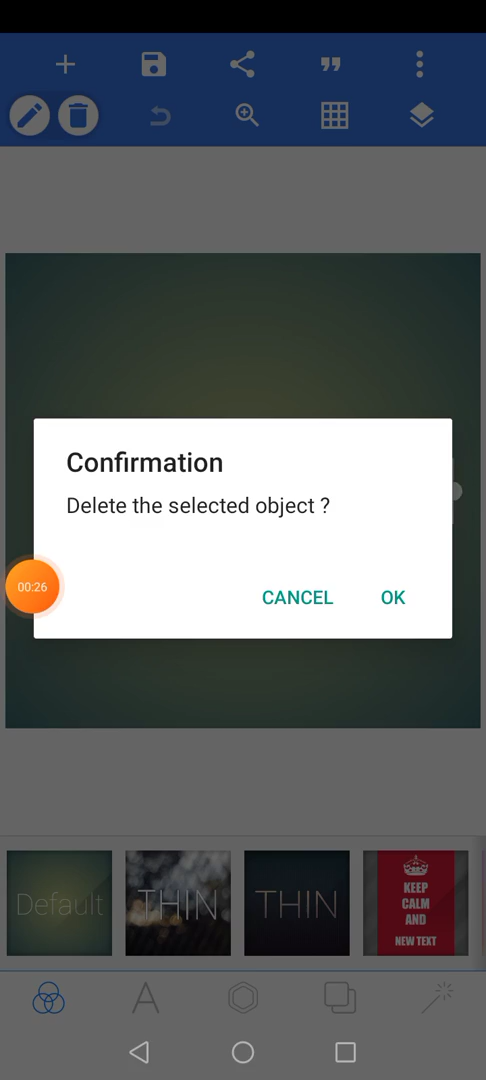 Confirmation
Delete the selected object ?
00:26
CANCEL OK
Default THIN THIN KEEP
CALM
AND
NEW TEXT
A